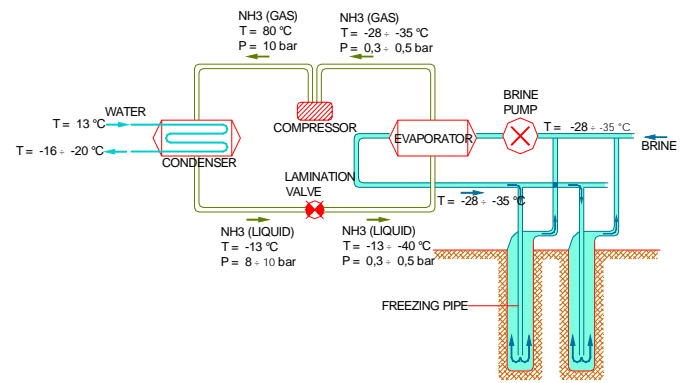 NH3 (GAS)
T = 80 °C
P = 10 bar
NH3 (GAS)
T = -28 ÷ -35 °C
P = 0,3 ÷ 0,5 bar
WATER
T = 13 °C
T = -16 ÷ -20 °C
CONDENSER
COMPRESSOR
EVAPORATOR
BRINE
PUMP
T = -28 ÷ -35 °C
BRINE
LAMINATION
VALVE
T = -28 ÷ -35 °C
NH3 (LIQUID)
T = -13 °C
P = 8 ÷ 10 bar
NH3 (LIQUID)
T = -13 ÷ -40 °C
P = 0,3 ÷ 0,5 bar
FREEZING PIPE